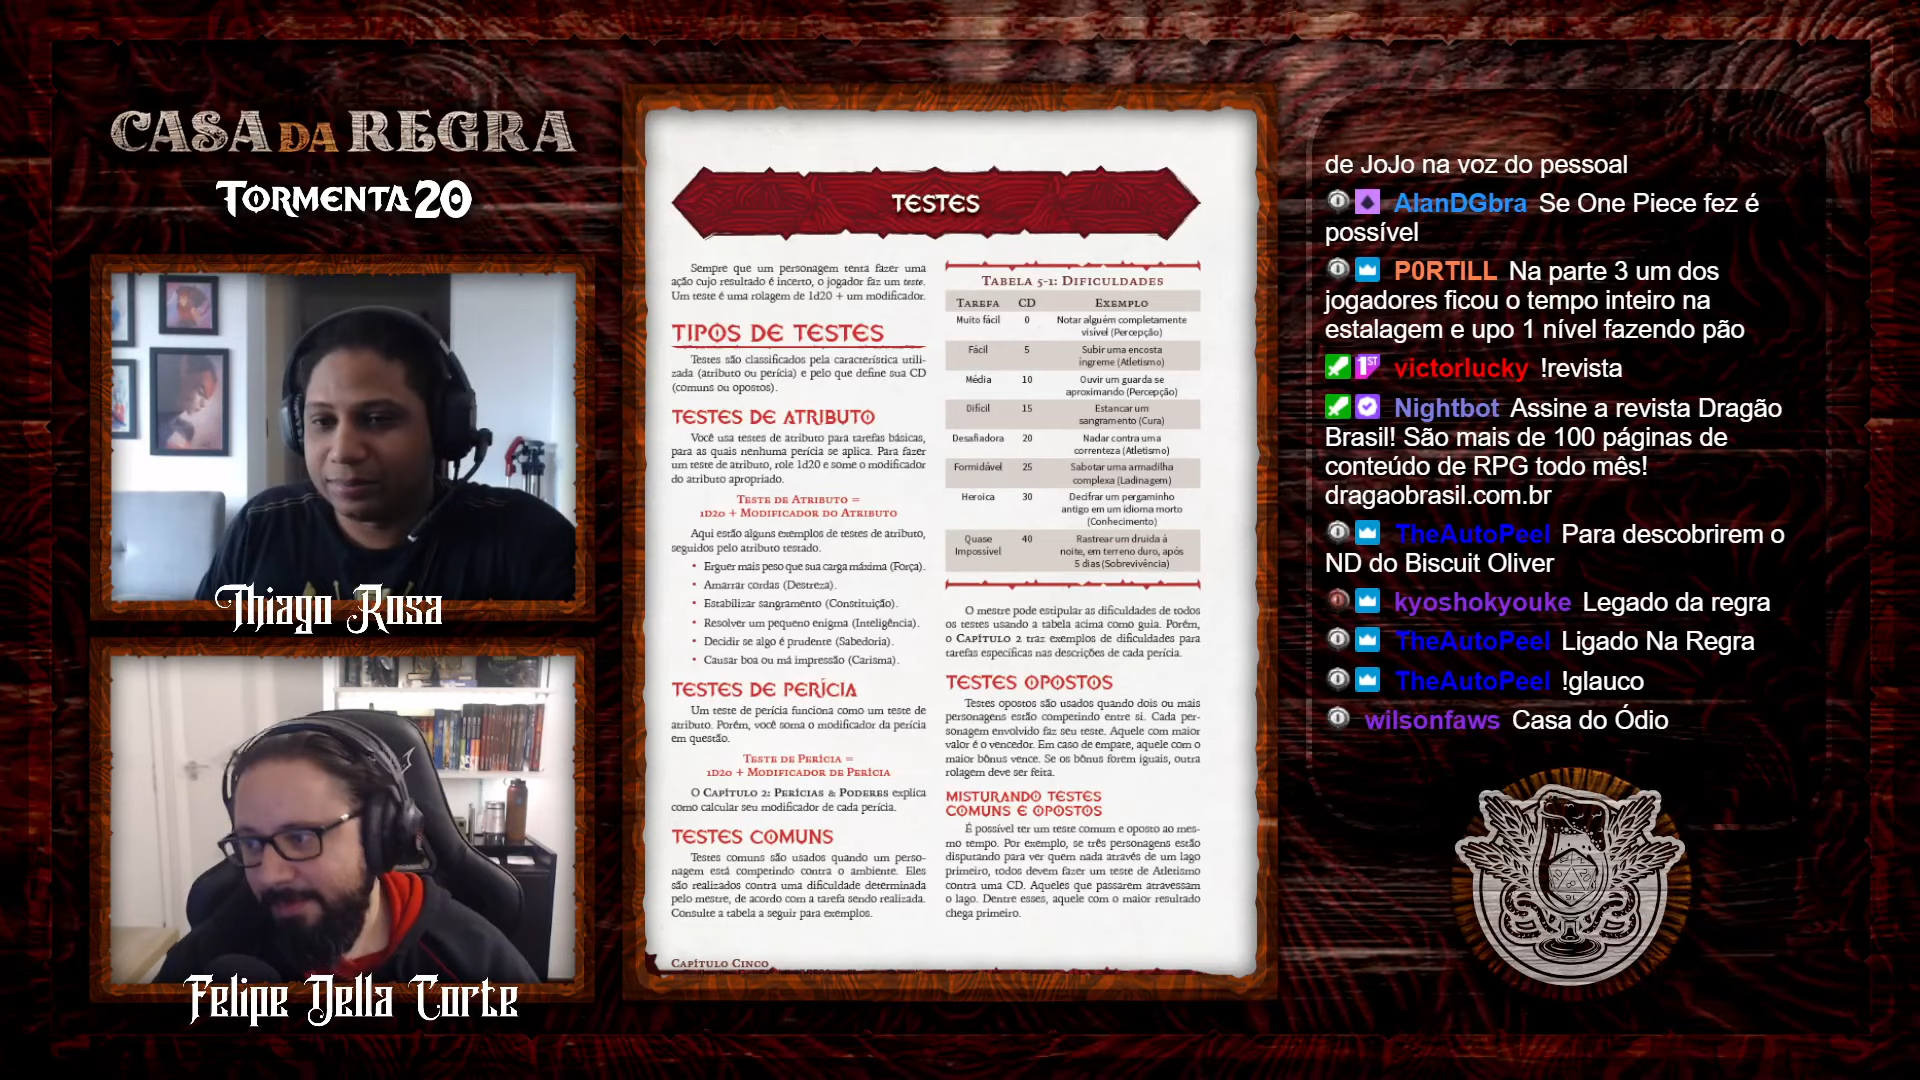 CASA DA REGRA
TORMENTA20
Thiago Rosa
Felipe Della Corte
TESTES
Sempre que um personagem tenta fazer uma
ação cujo resultado é incerto, o jogador faz um teste.
Um teste é uma rolagem de 1d20 + um modificador.
TIPOS DE TESTES
Testes são classificados pela característica utili-
zada (atributo ou perícia) e pelo que define sua CD
(comuns ou opostos).
TESTES DE ATRIBUTO
Você usa testes de atributo para tarefas básicas,
para as quais nenhuma perícia se aplica. Para fazer
um teste de atributo, role 1d20 e some o modificador
do atributo apropriado.
TESTE DE ATRIBUTO =
1D20 + MODIFICADOR DO ATRIBUTO
Aqui estão alguns exemplos de testes de atributo,
seguidos pelo atributo testado.
• Erguer mais peso que sua carga máxima (Força).
• Amarrar cordas (Destreza).
• Estabilizar sangramento (Constituição).
• Resolver um pequeno enigma (Inteligência).
• Decidir se algo é prudente (Sabedoria).
• Causar boa ou má impressão (Carisma).
TESTES DE PERÍCIA
Um teste de perícia funciona como um teste de
atributo. Porém, você soma o modificador da perícia
em questão.
TESTE DE PERÍCIA =
1D20 + MODIFICADOR DE PERÍCIA
O CAPÍTULO 2: PERÍCIAS & PODERES explica
como calcular seu modificador de cada perícia.
TESTES COMUNS
Testes comuns são usados quando um perso-
nagem está competindo contra o ambiente. Eles
são realizados contra uma dificuldade determinada
pelo mestre, de acordo com a tarefa sendo realizada.
Consulte a tabela a seguir para exemplos.
CAPÍTULO CINCO
TABELA 5-1: DIFICULDADES
TAREFA CD EXEMPLO
Muito fácil 0 Notar alguém completamente
visível (Percepção)
Fácil 5 Subir uma encosta
íngreme (Atletismo)
Média 10 Ouvir um guarda se
aproximando (Percepção)
Difícil 15 Estancar um
sangramento (Cura)
Desafiadora 20 Nadar contra uma
correnteza (Atletismo)
Formidável 25 Sabotar uma armadilha
complexa (Ladinagem)
Heroica 30 Decifrar um pergaminho
antigo em um idioma morto
(Conhecimento)
Quase 40 Rastrear um druida à
Impossível noite, em terreno duro, após
5 dias (Sobrevivência)
O mestre pode estipular as dificuldades de todos
os testes usando a tabela acima como guia. Porém,
o CAPÍTULO 2 traz exemplos de dificuldades para
tarefas específicas nas descrições de cada perícia.
TESTES OPOSTOS
Testes opostos são usados quando dois ou mais
personagens estão competindo entre si. Cada per-
sonagem envolvido faz seu teste. Aquele com maior
valor é o vencedor. Em caso de empate, aquele com o
maior bônus vence. Se os bônus forem iguais, outra
rolagem deve ser feita.
MISTURANDO TESTES
COMUNS E OPOSTOS
É possível ter um teste comum e oposto ao mes-
mo tempo. Por exemplo, se três personagens estão
disputando para ver quem nada através de um lago
primeiro, todos devem fazer um teste de Atletismo
contra uma CD. Aqueles que passarem atravessam
o lago. Dentre esses, aquele com o maior resultado
chega primeiro.
de JoJo na voz do pessoal
AlanDGbra Se One Piece fez é
possível
P0RTILL Na parte 3 um dos
jogadores ficou o tempo inteiro na
estalagem e upo 1 nível fazendo pão
1ST victorlucky !revista
Nightbot Assine a revista Dragão
Brasil! São mais de 100 páginas de
conteúdo de RPG todo mês!
dragaobrasil.com.br
TheAutoPeel Para descobrirem o
ND do Biscuit Oliver
kyoshokyouke Legado da regra
TheAutoPeel Ligado Na Regra
TheAutoPeel !glauco
wilsonfaws Casa do Ódio